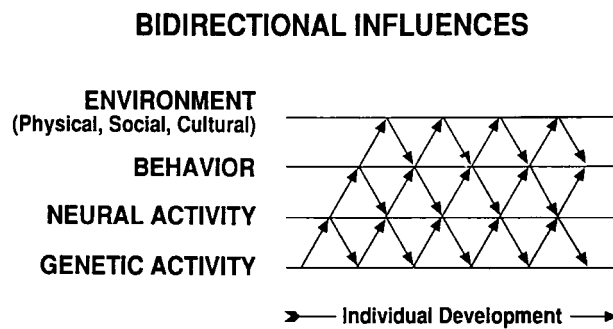 BIDIRECTIONAL INFLUENCES
ENVIRONMENT
(Physical, Social, Cultural)
BEHAVIOR
NEURAL ACTIVITY
GENETIC ACTIVITY
Individual Development